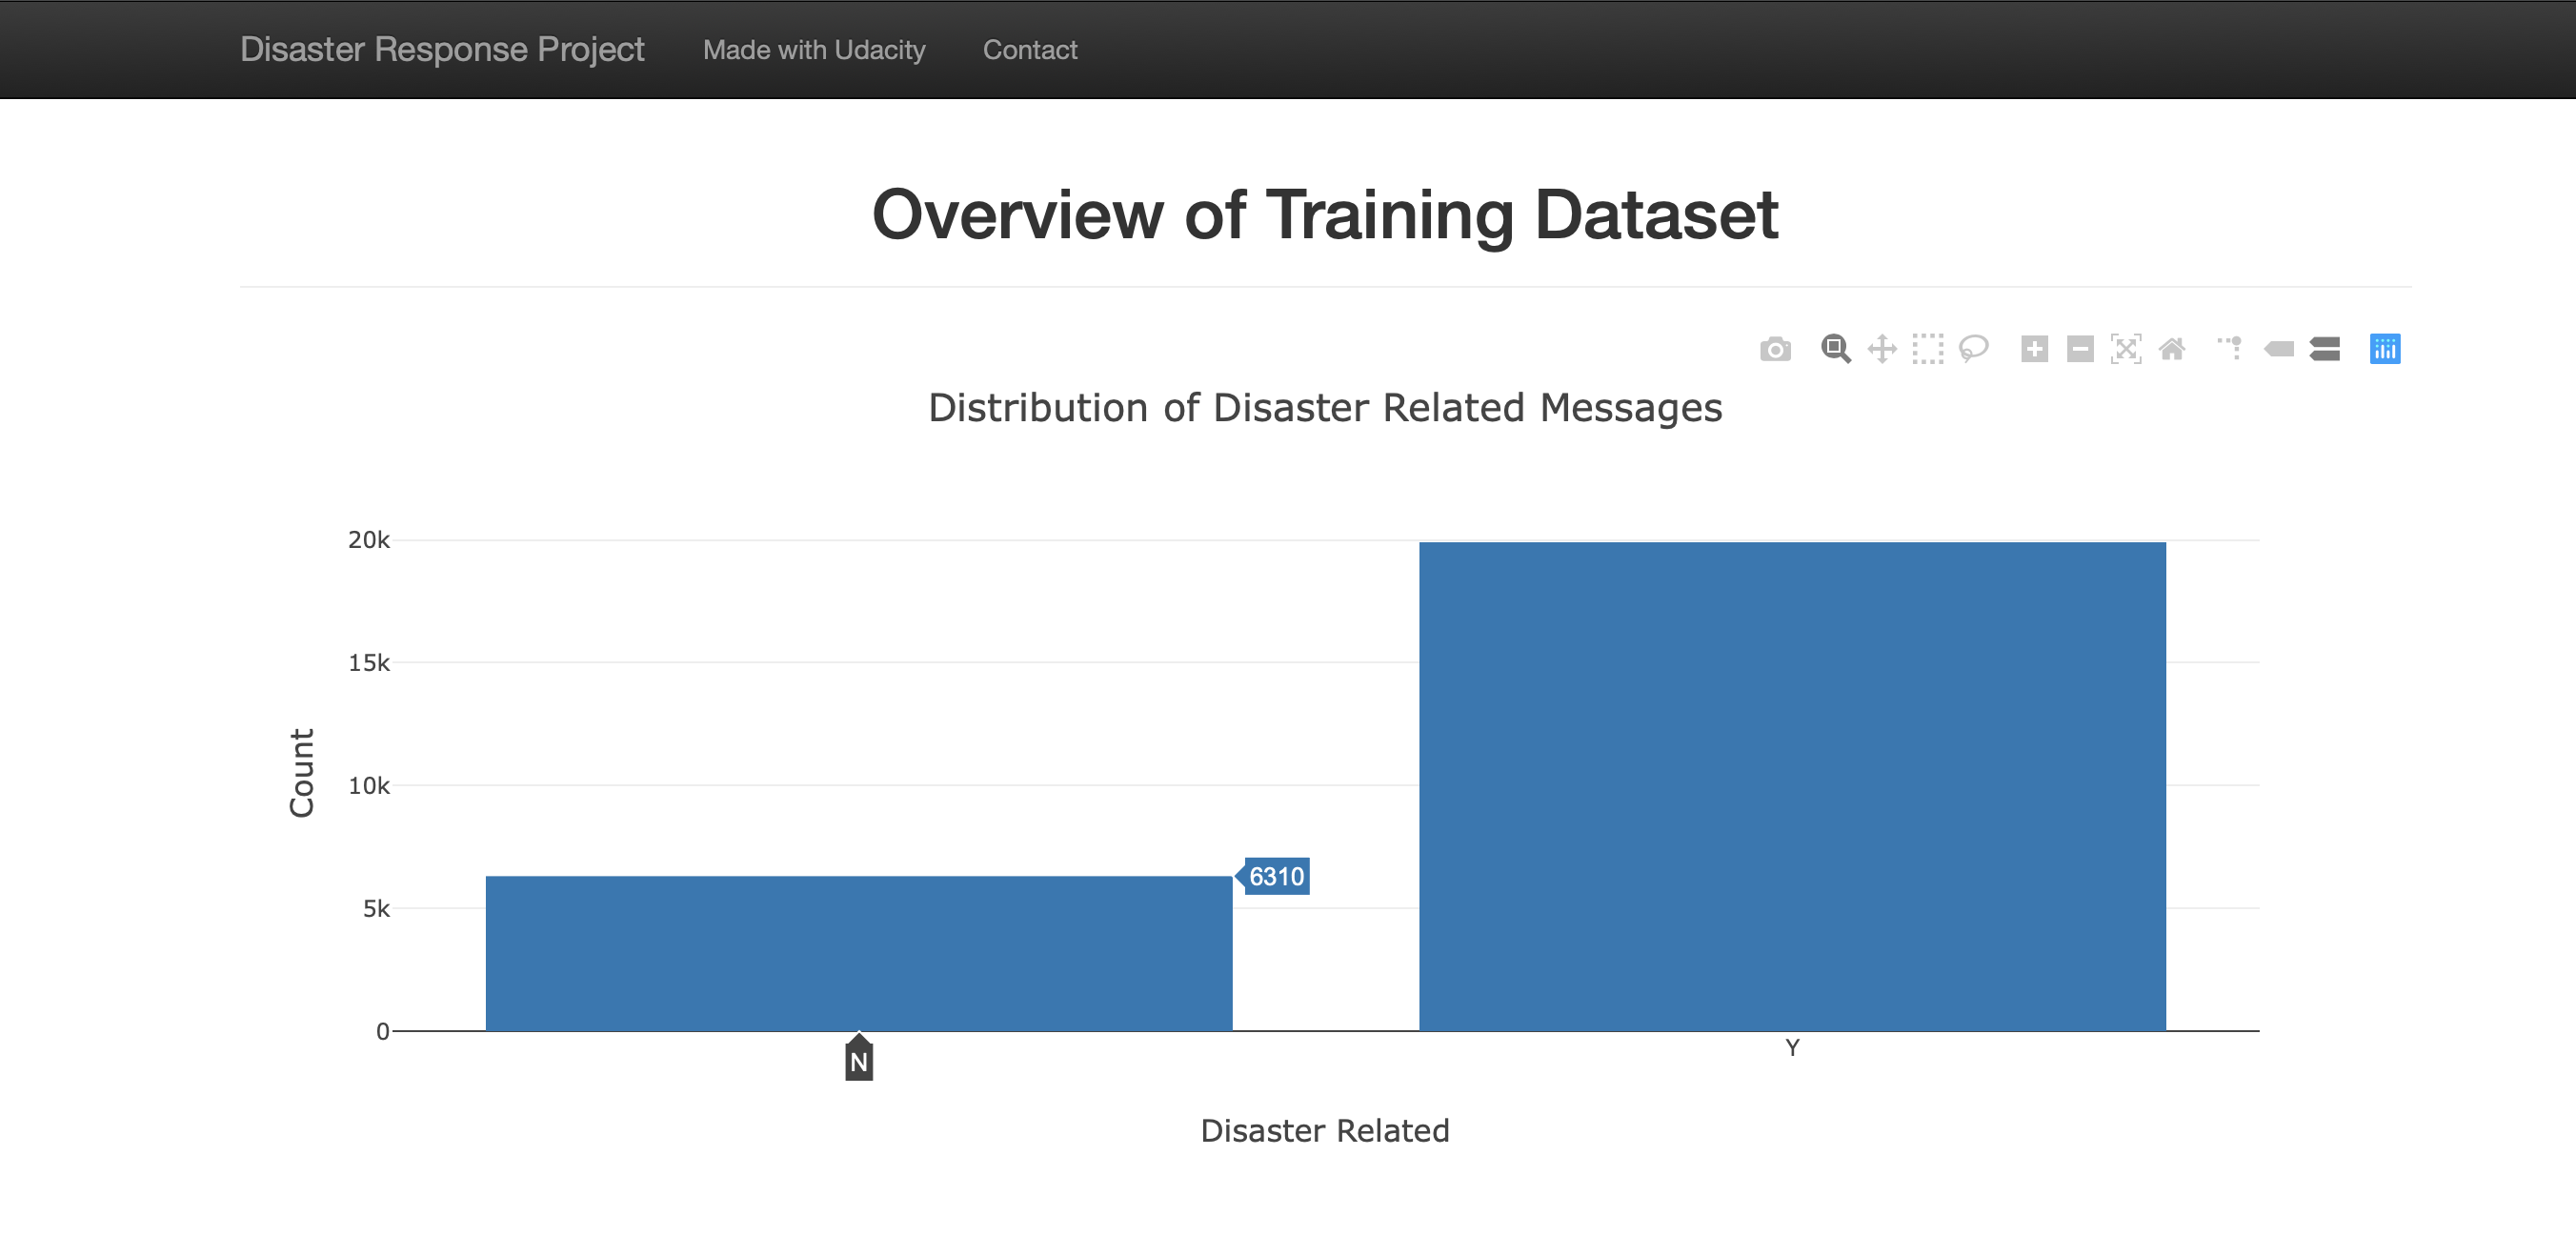 Disaster Response Project Made with Udacity Contact
Overview of Training Dataset
Distribution of Disaster Related Messages
20k
15k
10k
5k
0
Count
6310
N
Y
Disaster Related